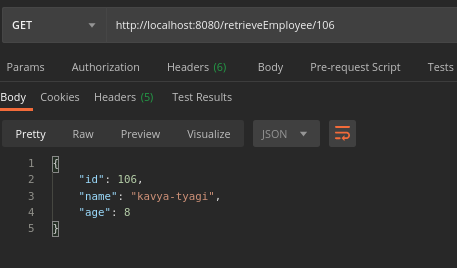 GET http://localhost:8080/retrieveEmployee/106
Params Authorization Headers (6) Body Pre-request Script Tests
Body Cookies Headers (5) Test Results
Pretty Raw Preview Visualize JSON
1 {
2 "id": 106,
3 "name": "kavya-tyagi",
4 "age": 8
5 }